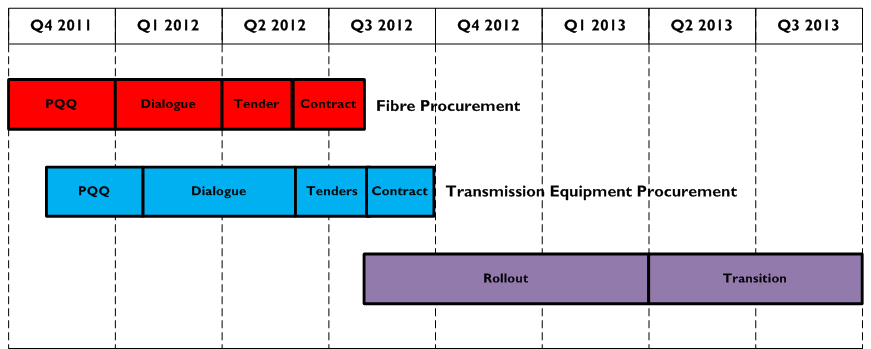 Q4 2011 Q1 2012 Q2 2012 Q3 2012 Q4 2012 Q1 2013 Q2 2013 Q3 2013
PQQ Dialogue Tender Contract Fibre Procurement
PQQ Dialogue Tenders Contract Transmission Equipment Procurement
Rollout Transition